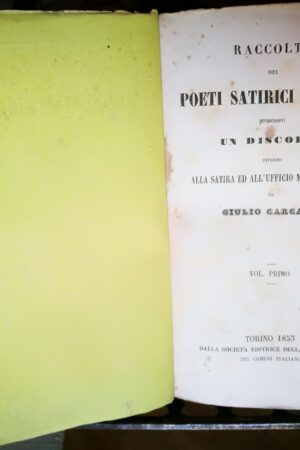 RACCOLT
DEI
POETI SATIRICI
premessovi
UN DISCO
INTORNO
ALLA SATIRA ED ALL'UFFICIO M
DI
GIULIO CARCA
VOL. PRIMO
TORINO 1853
DALLA SOCIETÀ EDITRICE DELL
DEI COMUNI ITALIANI